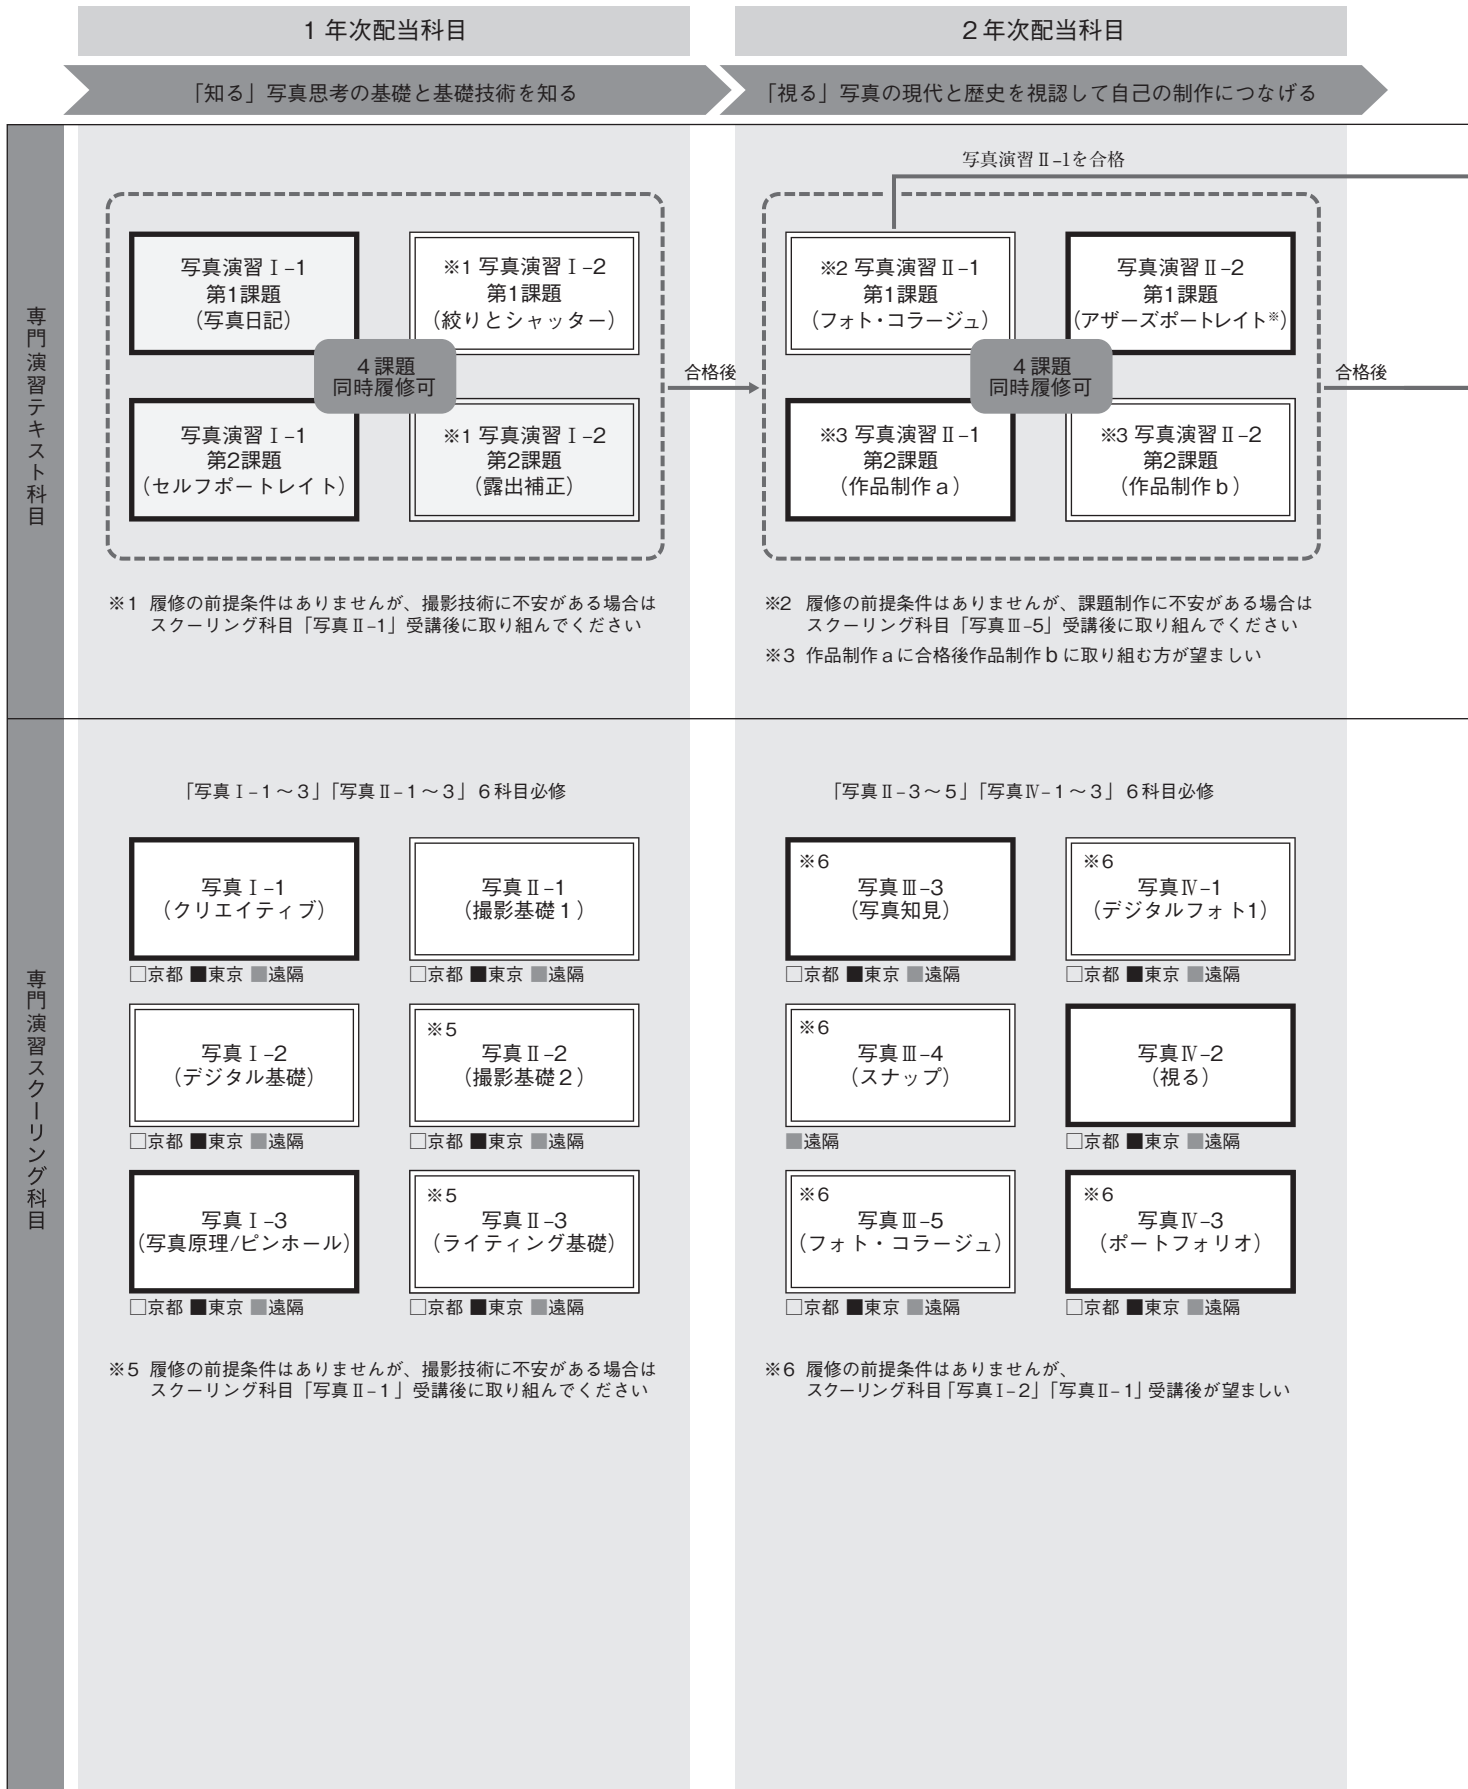 1年次配当科目
2年次配当科目
「知る」写真思考の基礎と基礎技術を知る
「視る」写真の現代と歴史を視認して自己の制作につなげる
専門演習テキスト科目
写真演習Ⅰ–1
第1課題
（写真日記）
※1 写真演習Ⅰ–2
第1課題
（絞りとシャッター）
4課題
同時履修可
写真演習Ⅰ–1
第2課題
（セルフポートレイト）
※1 写真演習Ⅰ–2
第2課題
（露出補正）
合格後
写真演習Ⅱ–1を合格
※2 写真演習Ⅱ–1
第1課題
（フォト・コラージュ）
写真演習Ⅱ–2
第1課題
（アザーズポートレイト※）
4課題
同時履修可
※3 写真演習Ⅱ–1
第2課題
（作品制作a）
※3 写真演習Ⅱ–2
第2課題
（作品制作b）
合格後
※1 履修の前提条件はありませんが、撮影技術に不安がある場合は
スクーリング科目「写真Ⅱ–1」受講後に取り組んでください
※2 履修の前提条件はありませんが、課題制作に不安がある場合は
スクーリング科目「写真Ⅲ–5」受講後に取り組んでください
※3 作品制作aに合格後作品制作bに取り組む方が望ましい
専門演習スクーリング科目
「写真Ⅰ–1～3」「写真Ⅱ–1～3」6科目必修
写真Ⅰ–1
（クリエイティブ）
□京都 ■東京 ■遠隔
写真Ⅱ–1
（撮影基礎1）
□京都 ■東京 ■遠隔
写真Ⅰ–2
（デジタル基礎）
□京都 ■東京 ■遠隔
※5
写真Ⅱ–2
（撮影基礎2）
□京都 ■東京 ■遠隔
写真Ⅰ–3
（写真原理/ピンホール）
□京都 ■東京 ■遠隔
※5
写真Ⅱ–3
（ライティング基礎）
□京都 ■東京 ■遠隔
※5 履修の前提条件はありませんが、撮影技術に不安がある場合は
スクーリング科目「写真Ⅱ–1」受講後に取り組んでください
「写真Ⅱ–3～5」「写真Ⅳ–1～3」6科目必修
※6
写真Ⅲ–3
（写真知見）
□京都 ■東京 ■遠隔
※6
写真Ⅳ–1
（デジタルフォト1）
□京都 ■東京 ■遠隔
※6
写真Ⅲ–4
（スナップ）
■遠隔
写真Ⅳ–2
（視る）
□京都 ■東京 ■遠隔
※6
写真Ⅲ–5
（フォト・コラージュ）
□京都 ■東京 ■遠隔
※6
写真Ⅳ–3
（ポートフォリオ）
□京都 ■東京 ■遠隔
※6 履修の前提条件はありませんが、
スクーリング科目「写真Ⅰ–2」「写真Ⅱ–1」受講後が望ましい